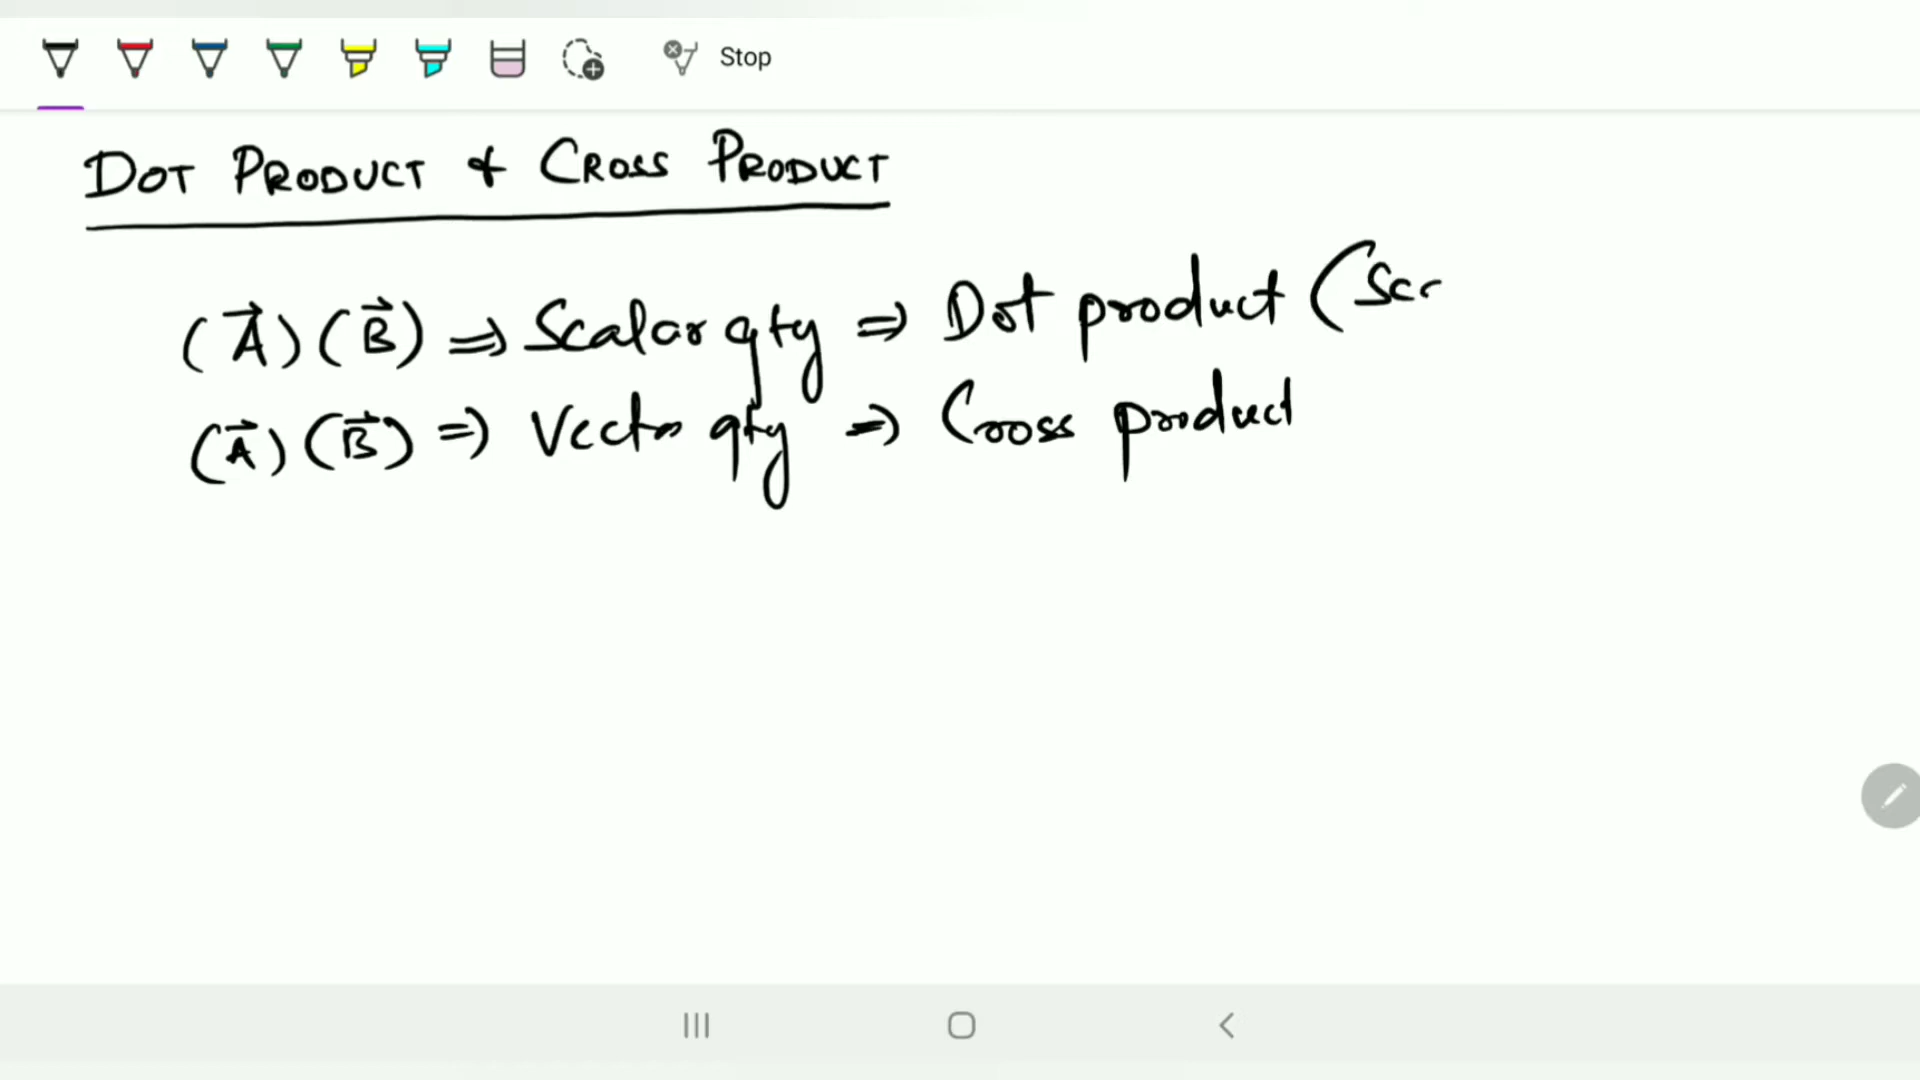 Stop
DOT PRODUCT & CROSS PRODUCT
(A⃗)(B⃗) ⇒ Scalar qty ⇒ Dot product (Sca
(A⃗)(B⃗) ⇒ Vector qty ⇒ Cross product